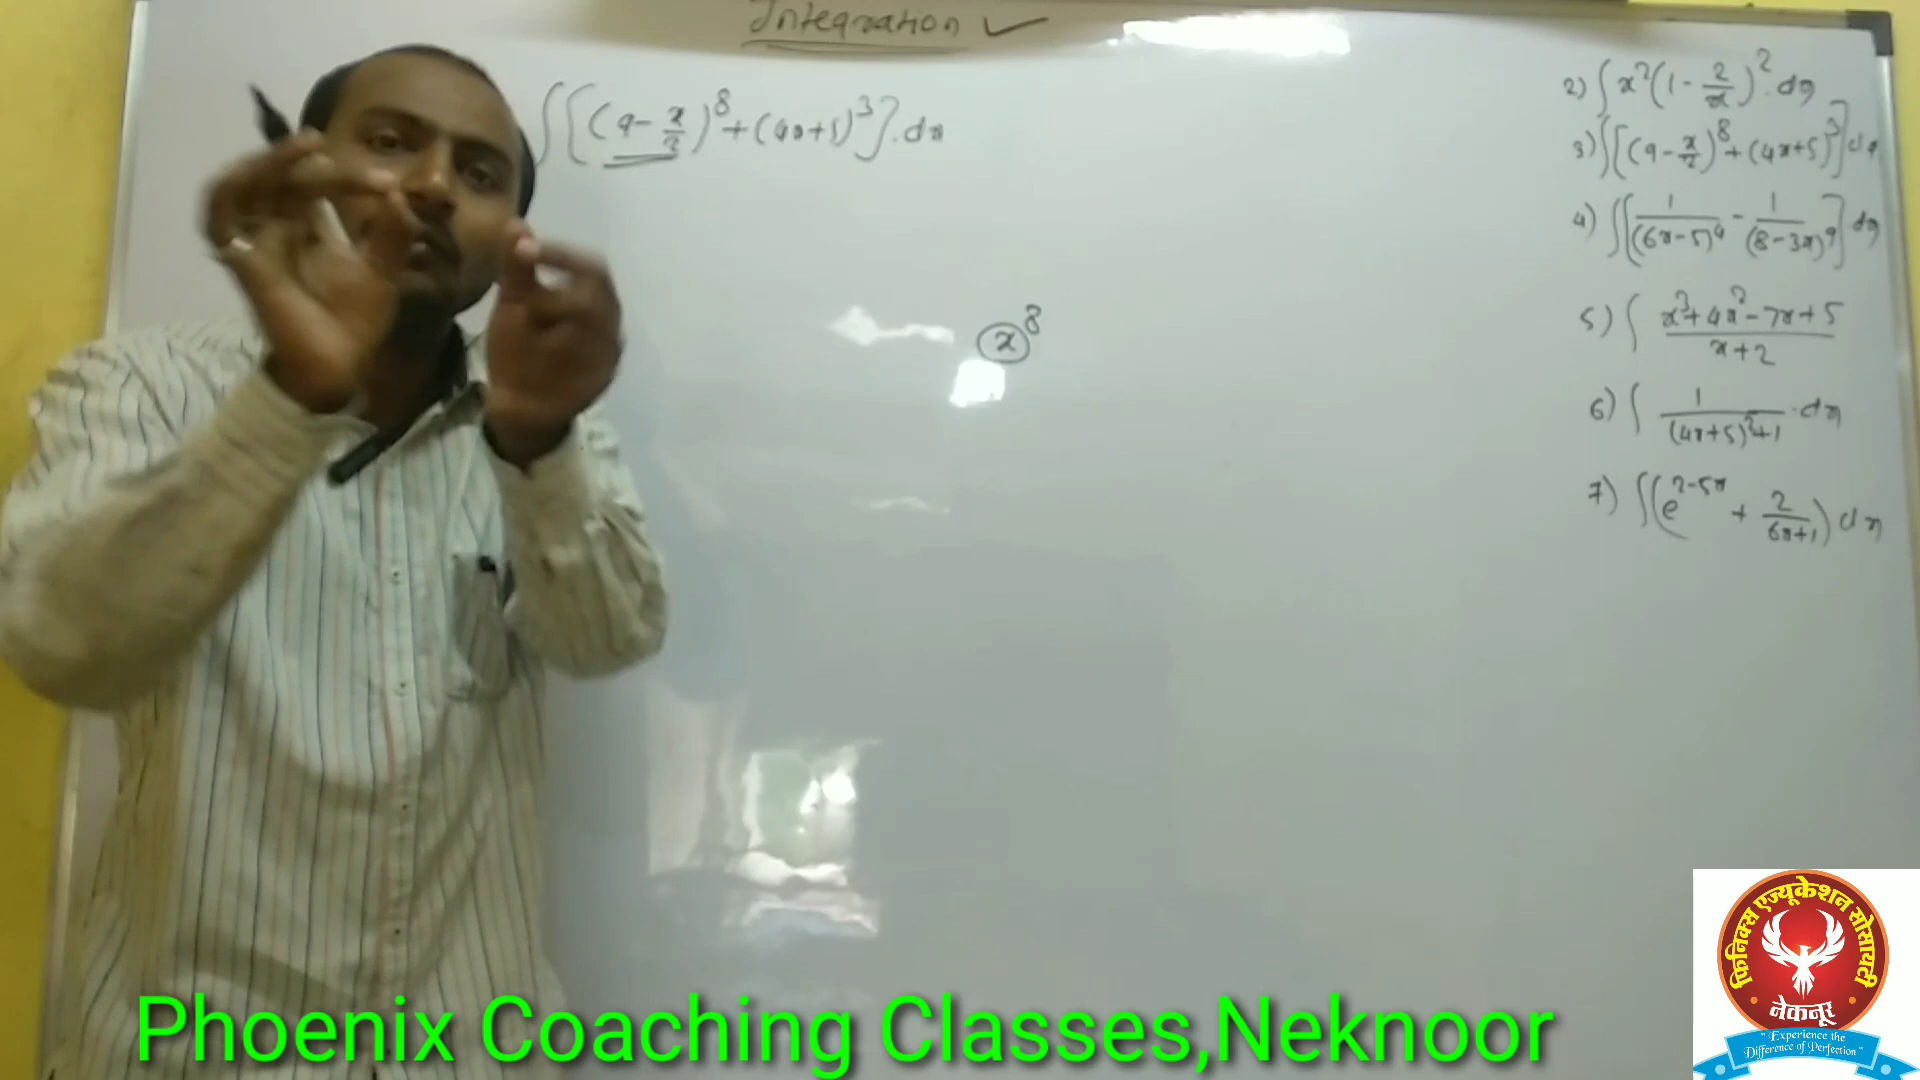 Integration ✓
∫[(9-x/2)^8+(4x+5)^3].dx
x^8
2) ∫x^2(1-2/x)^2.dx
3) ∫[(9-x/2)^8+(4x+5)^3]dx
4) ∫[1/(6x-5)^4 - 1/(8-3x)^9]dx
5) ∫ x^3+4x^2-7x+5/x+2
6) ∫ 1/(4x+5)^2+1 .dx
7) ∫(e^2-5x + 2/6x+1)dx
फिनिक्स एज्युकेशन सोसायटी
नेकनूर
"Experience the
Difference of Perfection"
Phoenix Coaching Classes,Neknoor